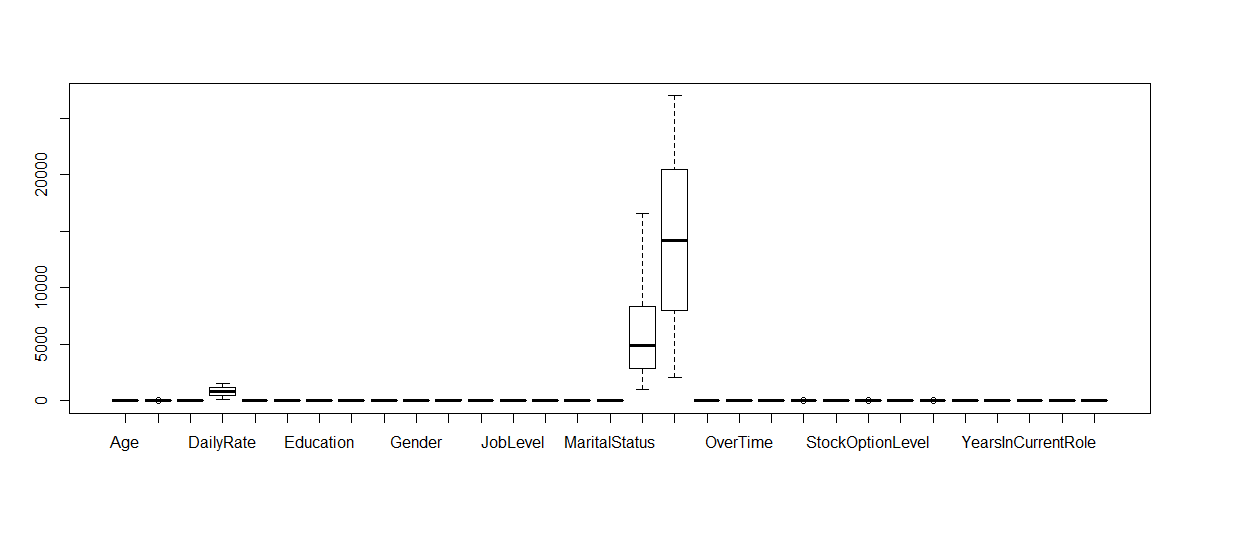 20000
10000
5000
0
Age DailyRate Education Gender JobLevel MaritalStatus OverTime StockOptionLevel YearsInCurrentRole